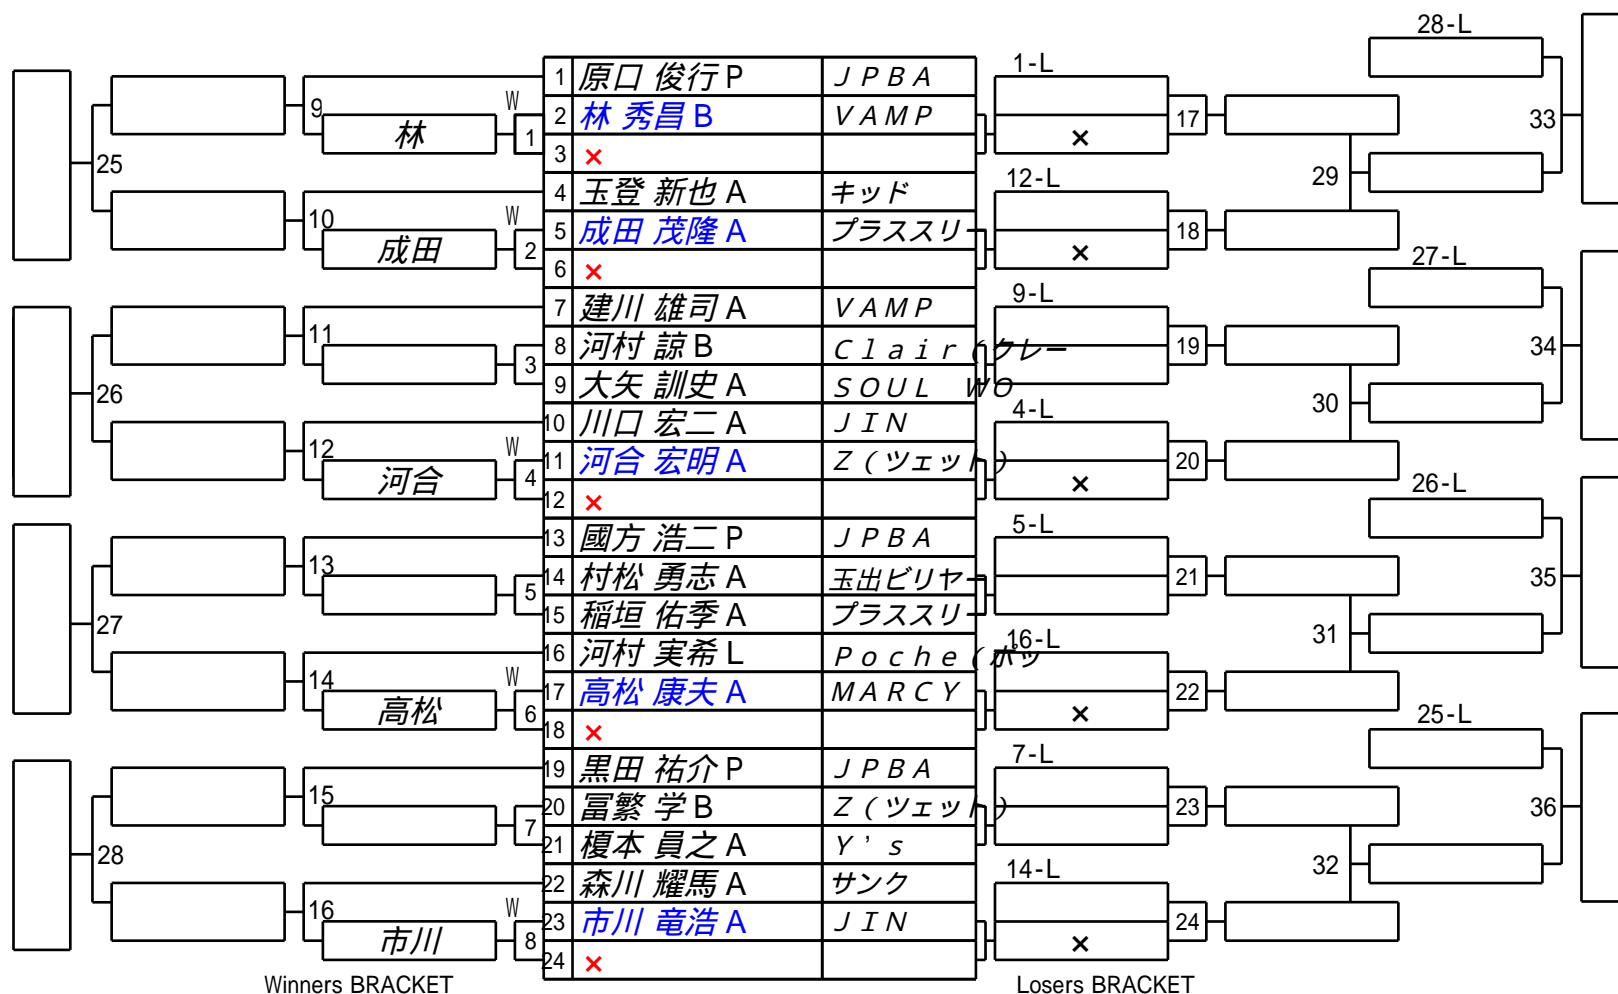 28-L
1 原口 俊行 P ＪＰＢＡ 1-L
9 W 2 林 秀昌 B ＶＡＭＰ 17 33
林 1 3 × ×
25 4 玉登 新也 A キッド 12-L 29
10 W 5 成田 茂隆 A プラススリー 18
成田 2 6 × × 27-L
7 建川 雄司 A ＶＡＭＰ 9-L
11 8 河村 諒 B Ｃｌａｉｒ(クレー 19 34
3 9 大矢 訓史 A ＳＯＵＬ　ＷＯ
26 10 川口 宏二 A ＪＩＮ 4-L 30
12 W 11 河合 宏明 A Ｚ(ツェット) 20
河合 4 12 × × 26-L
13 國方 浩二 P ＪＰＢＡ 5-L
13 14 村松 勇志 A 玉出ビリヤー 21 35
5 15 稲垣 佑季 A プラススリー
27 16 河村 実希 L Ｐｏｃｈｅ(ポッ 16-L 31
14 W 17 高松 康夫 A ＭＡＲＣＹ 22
高松 6 18 × × 25-L
19 黒田 祐介 P ＪＰＢＡ 7-L
15 20 冨繁 学 B Ｚ(ツェット) 23 36
7 21 榎本 員之 A Ｙ’ｓ
28 22 森川 耀馬 A サンク 14-L 32
16 W 23 市川 竜浩 A ＪＩＮ 24
市川 8 24 × ×
Winners BRACKET Losers BRACKET